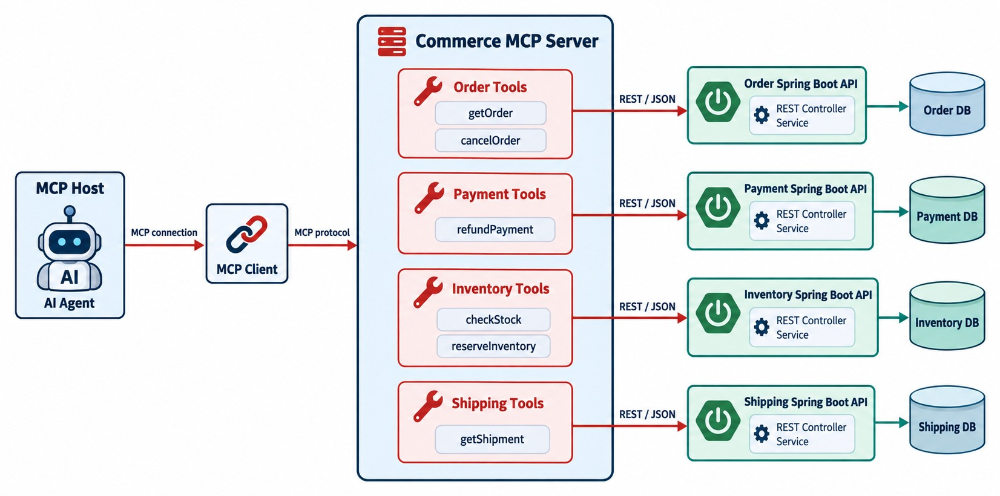 Commerce MCP Server
MCP Host
AI
AI Agent
MCP connection
MCP Client
MCP protocol
Order Tools
getOrder
cancelOrder
REST / JSON
Order Spring Boot API
REST Controller
Service
Order DB
Payment Tools
refundPayment
REST / JSON
Payment Spring Boot API
REST Controller
Service
Payment DB
Inventory Tools
checkStock
reserveInventory
REST / JSON
Inventory Spring Boot API
REST Controller
Service
Inventory DB
Shipping Tools
getShipment
REST / JSON
Shipping Spring Boot API
REST Controller
Service
Shipping DB